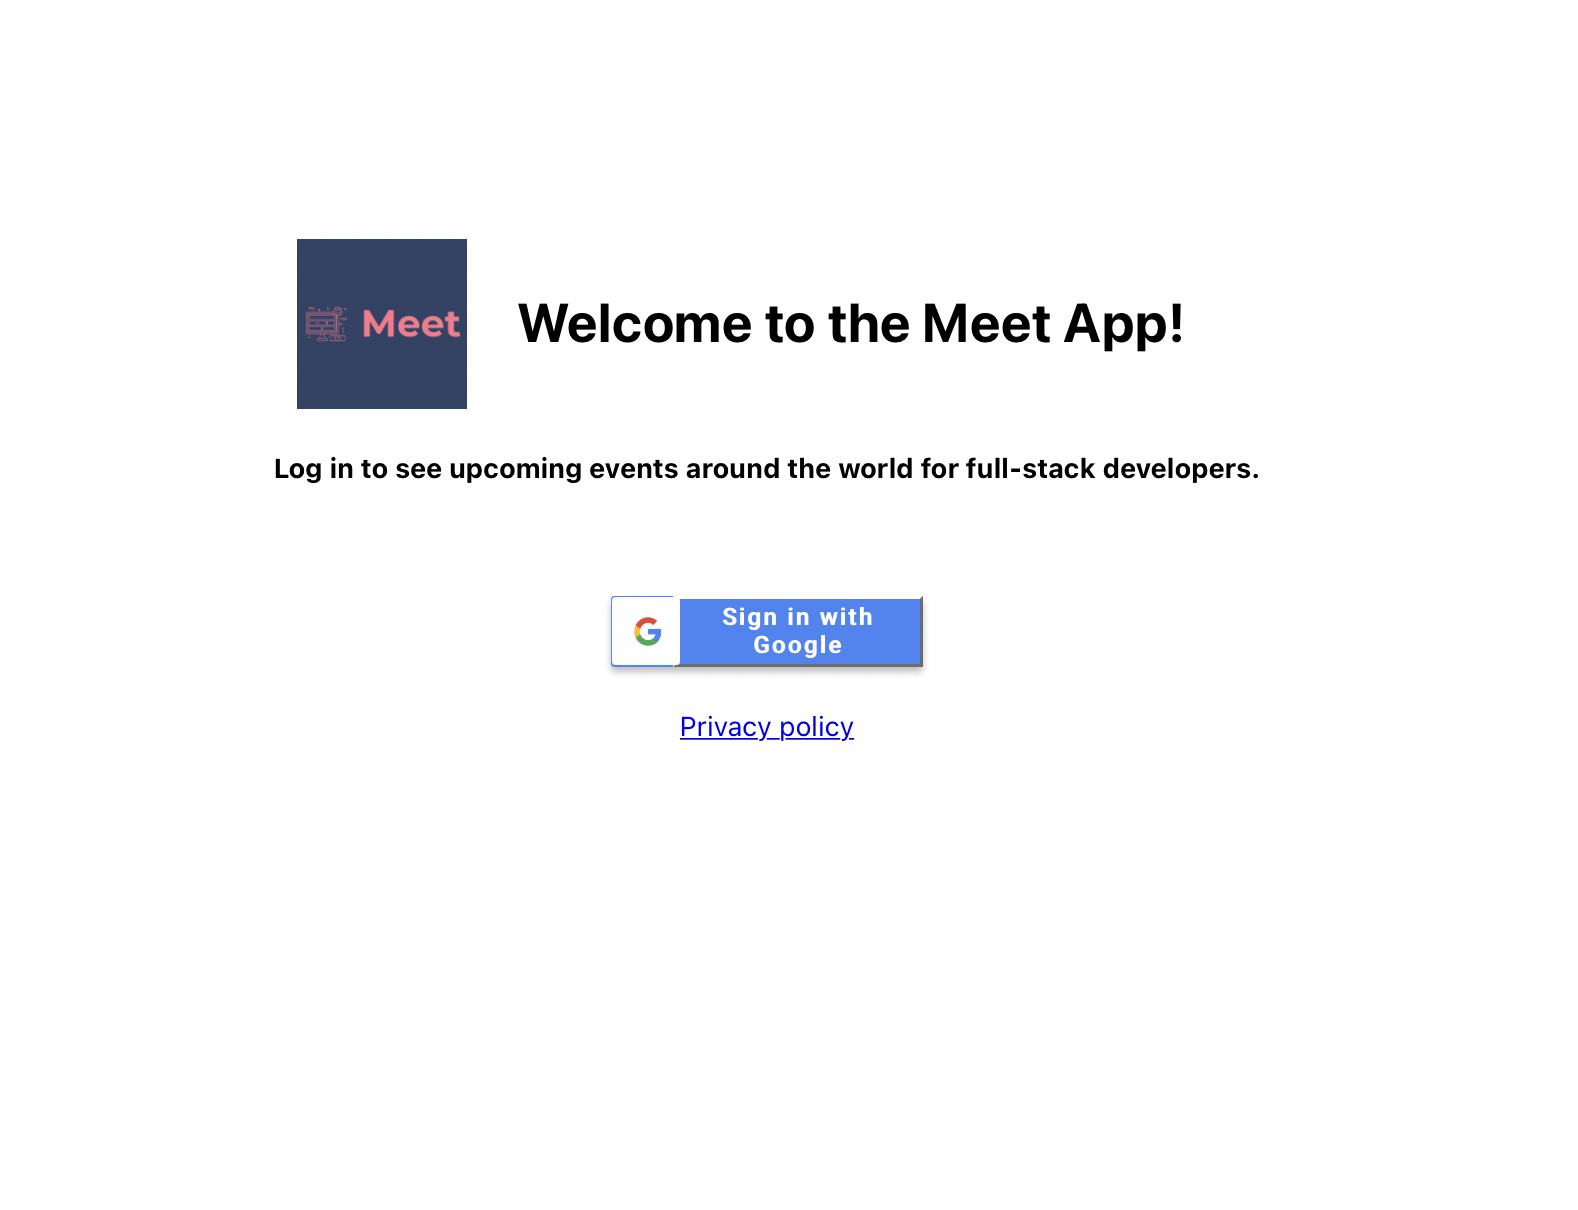 Meet
Welcome to the Meet App!
Log in to see upcoming events around the world for full-stack developers.
Sign in with
Google
Privacy policy